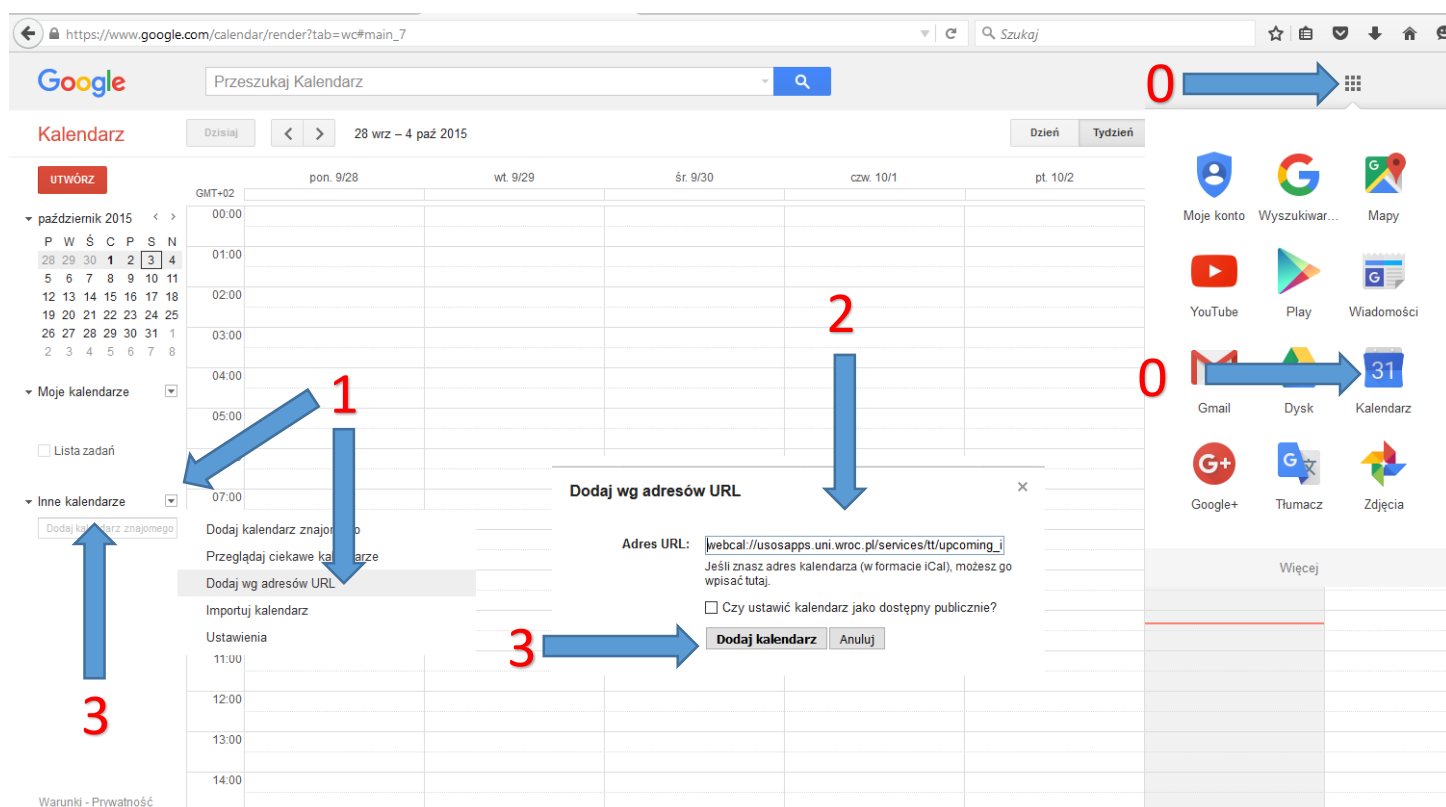 https://www.google.com/calendar/render?tab=wc#main_7
Szukaj
Google
Przeszukaj Kalendarz
0
Kalendarz
Dzisiaj
28 wrz – 4 paź 2015
Dzień
Tydzień
UTWÓRZ
GMT+02
pon. 9/28
wt. 9/29
śr. 9/30
czw. 10/1
pt. 10/2
październik 2015
P W Ś C P S N
28 29 30 1 2 3 4
5 6 7 8 9 10 11
12 13 14 15 16 17 18
19 20 21 22 23 24 25
26 27 28 29 30 31 1
2 3 4 5 6 7 8
00:00
01:00
02:00
03:00
04:00
05:00
07:00
11:00
12:00
13:00
14:00
Moje kalendarze
Lista zadań
Inne kalendarze
Dodaj kalendarz znajomego
1
2
3
Dodaj kalendarz znajomego
Przeglądaj ciekawe kalendarze
Dodaj wg adresów URL
Importuj kalendarz
Ustawienia
Dodaj wg adresów URL
×
Adres URL:
webcal://usosapps.uni.wroc.pl/services/tt/upcoming_i
Jeśli znasz adres kalendarza (w formacie iCal), możesz go
wpisać tutaj.
Czy ustawić kalendarz jako dostępny publicznie?
3
Dodaj kalendarz
Anuluj
Moje konto
Wyszukiwar...
Mapy
G
YouTube
Play
Wiadomości
G
0
31
Gmail
Dysk
Kalendarz
G+
G
Google+
Tłumacz
Zdjęcia
Więcej
Warunki - Prywatność